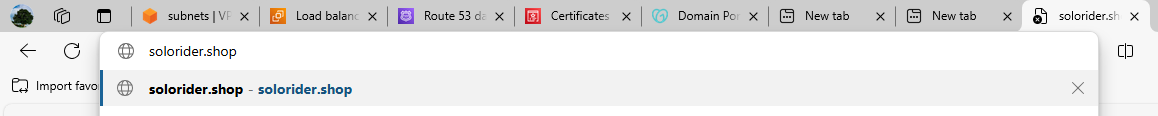 subnets | VP
Load balanc
Route 53 da
Certificates
Domain Por
New tab
New tab
solorider.sh
solorider.shop
Import favo
solorider.shop - solorider.shop